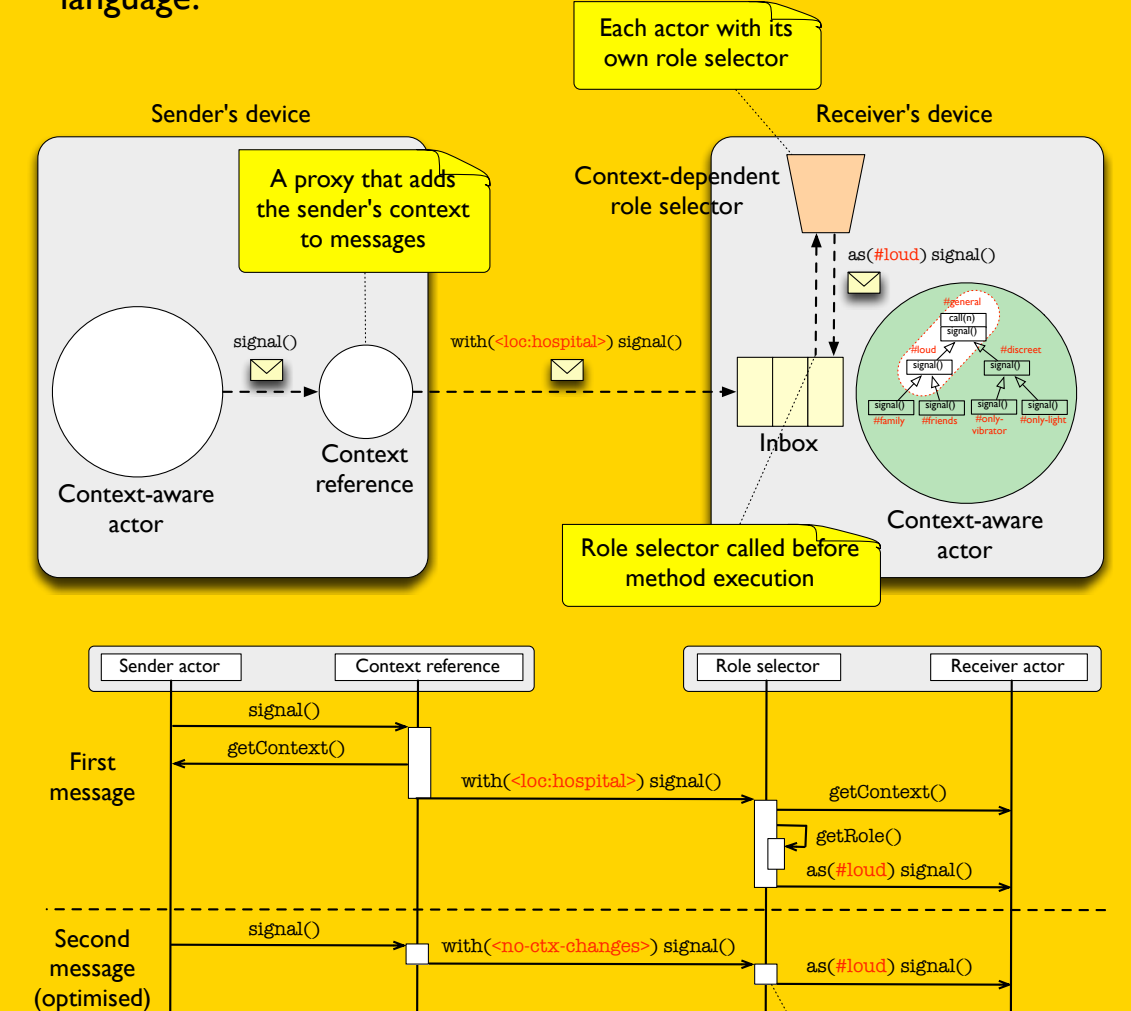 language.
Each actor with its
own role selector
Sender's device
Receiver's device
A proxy that adds
the sender's context
to messages
Context-dependent
role selector
as(#loud) signal()
signal()
with(<loc:hospital>) signal()
#general
call(n)
signal()
#loud
#discreet
signal()
signal()
signal()
signal()
signal()
signal()
#family
#friends
#only-
vibrator
#only-light
Context
reference
Inbox
Context-aware
actor
Context-aware
actor
Role selector called before
method execution
Sender actor
Context reference
Role selector
Receiver actor
signal()
getContext()
First
message
with(<loc:hospital>) signal()
getContext()
getRole()
as(#loud) signal()
Second
message
(optimised)
signal()
with(<no-ctx-changes>) signal()
as(#loud) signal()